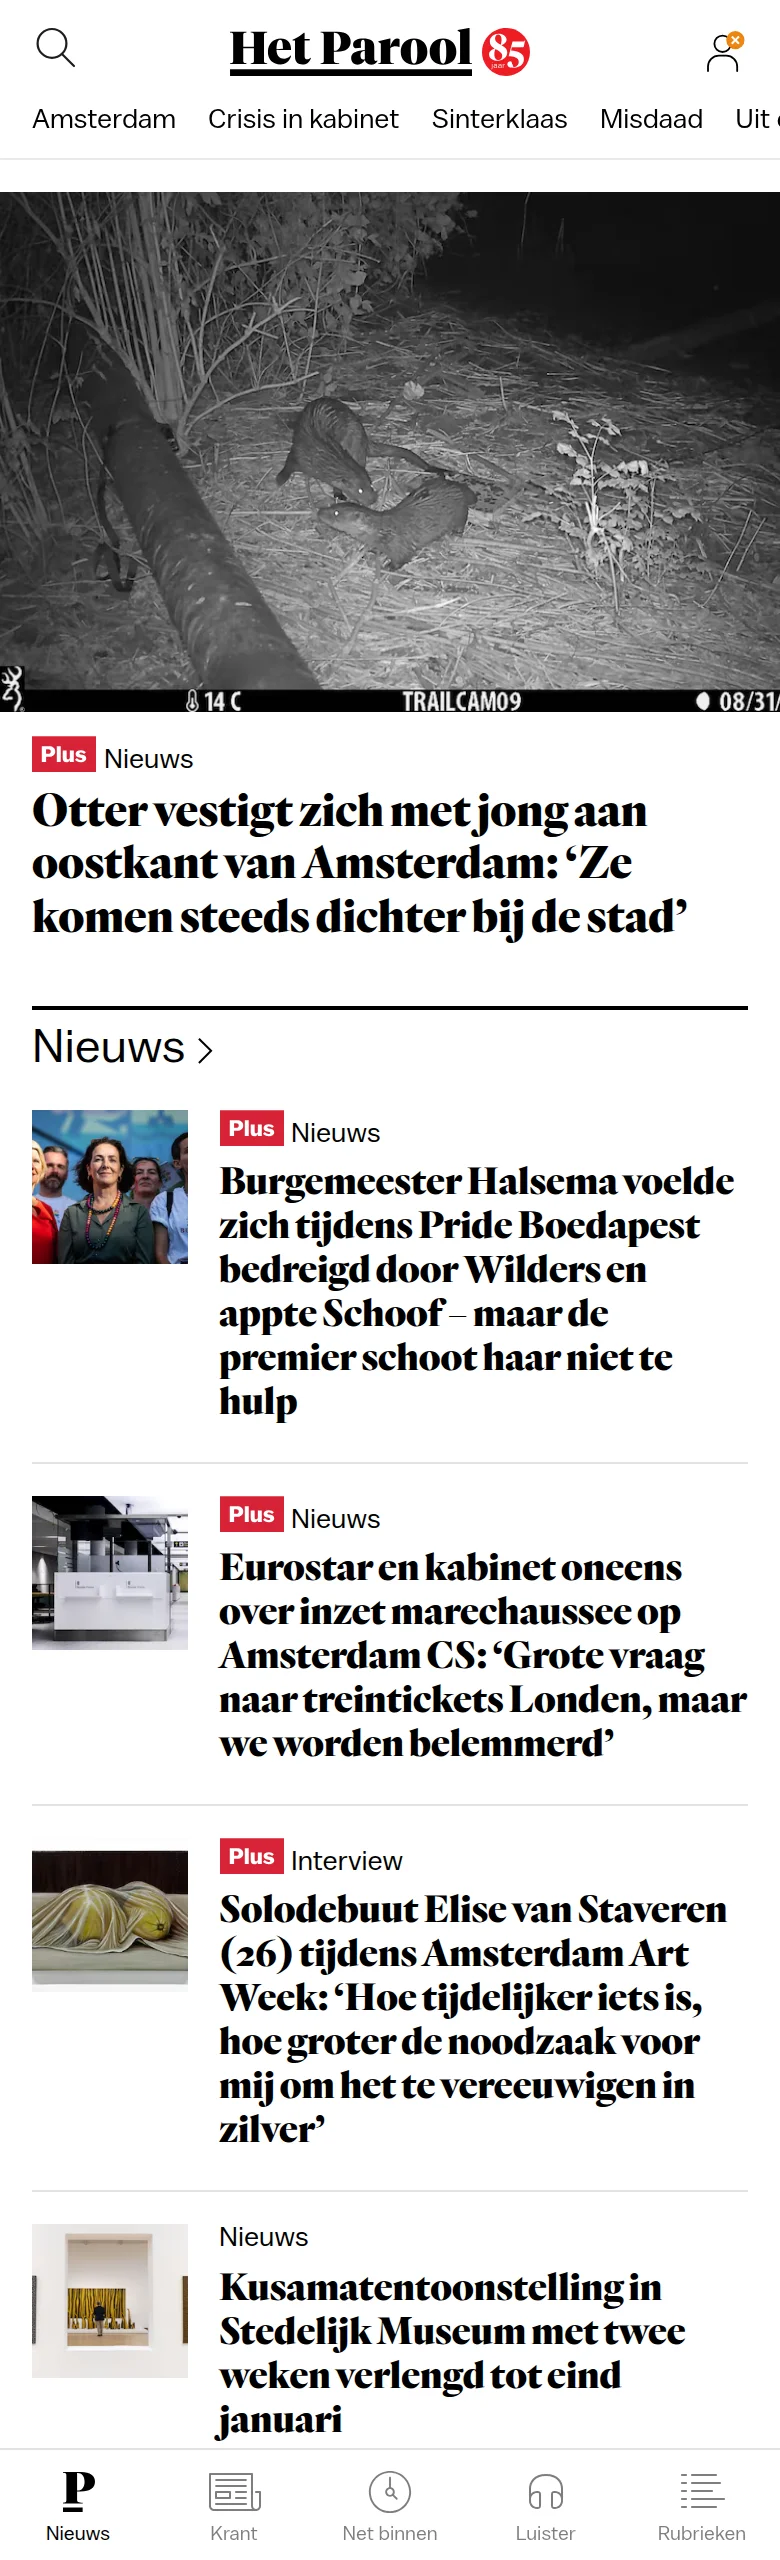 Het Parool
85
jaar
Amsterdam
Crisis in kabinet
Sinterklaas
Misdaad
Uit
14 C
TRAILCAM09
08/31/
Plus Nieuws
Otter vestigt zich met jong aan
oostkant van Amsterdam: ‘Ze
komen steeds dichter bij de stad’
Nieuws
Plus Nieuws
Burgemeester Halsema voelde
zich tijdens Pride Boedapest
bedreigd door Wilders en
appte Schoof – maar de
premier schoot haar niet te
hulp
Plus Nieuws
Eurostar en kabinet oneens
over inzet marechaussee op
Amsterdam CS: ‘Grote vraag
naar treintickets Londen, maar
we worden belemmerd’
Plus Interview
Solodebuut Elise van Staveren
(26) tijdens Amsterdam Art
Week: ‘Hoe tijdelijker iets is,
hoe groter de noodzaak voor
mij om het te vereeuwigen in
zilver’
Nieuws
Kusamatentoonstelling in
Stedelijk Museum met twee
weken verlengd tot eind
januari
P
Nieuws
Krant
Net binnen
Luister
Rubrieken